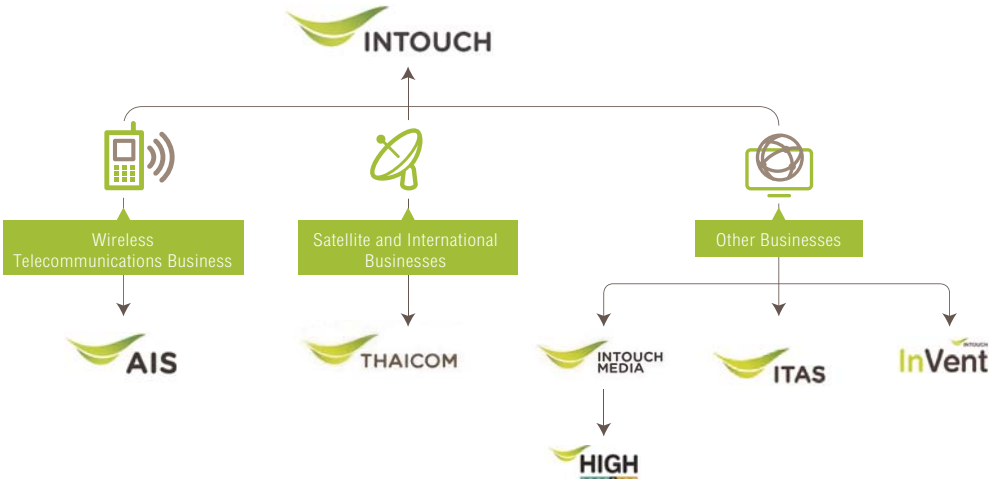 INTOUCH
Wireless
Telecommunications Business
Satellite and International
Businesses
Other Businesses
AIS
THAICOM
INTOUCH
MEDIA
ITAS
INTOUCH
InVent
HIGH